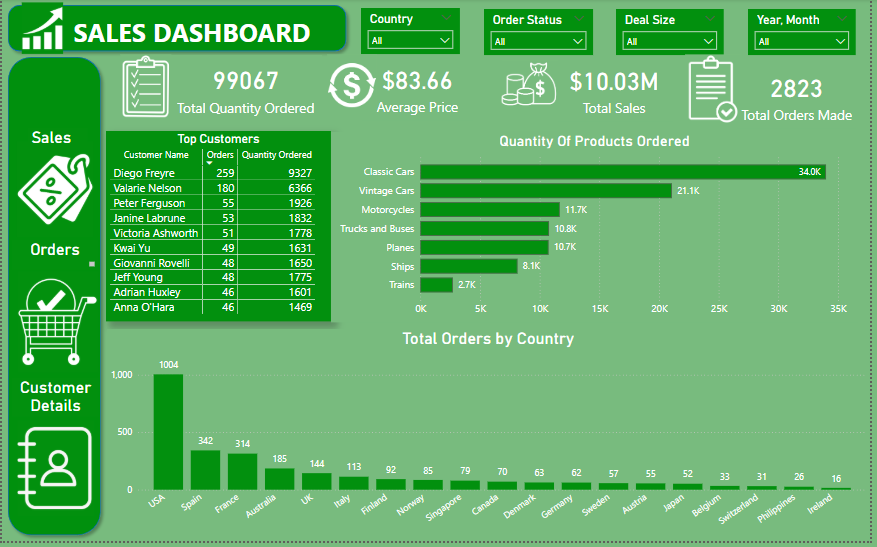 SALES DASHBOARD
Country
All
Order Status
All
Deal Size
All
Year, Month
All
99067
Total Quantity Ordered
$83.66
Average Price
$10.03M
Total Sales
2823
Total Orders Made
Sales
Orders
Customer
Details
Top Customers
Customer Name Orders Quantity Ordered
Diego Freyre 259 9327
Valarie Nelson 180 6366
Peter Ferguson 55 1926
Janine Labrune 53 1832
Victoria Ashworth 51 1778
Kwai Yu 49 1631
Giovanni Rovelli 48 1650
Jeff Young 48 1775
Adrian Huxley 46 1601
Anna O'Hara 46 1469
Quantity Of Products Ordered
Classic Cars 34.0K
Vintage Cars 21.1K
Motorcycles 11.7K
Trucks and Buses 10.8K
Planes 10.7K
Ships 8.1K
Trains 2.7K
0K 5K 10K 15K 20K 25K 30K 35K
Total Orders by Country
1,000
500
0
1004 342 314 185 144 113 92 85 79 70 63 62 57 55 52 33 31 26 16
USA Spain France Australia UK Italy Finland Norway Singapore Canada Denmark Germany Sweden Austria Japan Belgium Switzerland Philippines Ireland